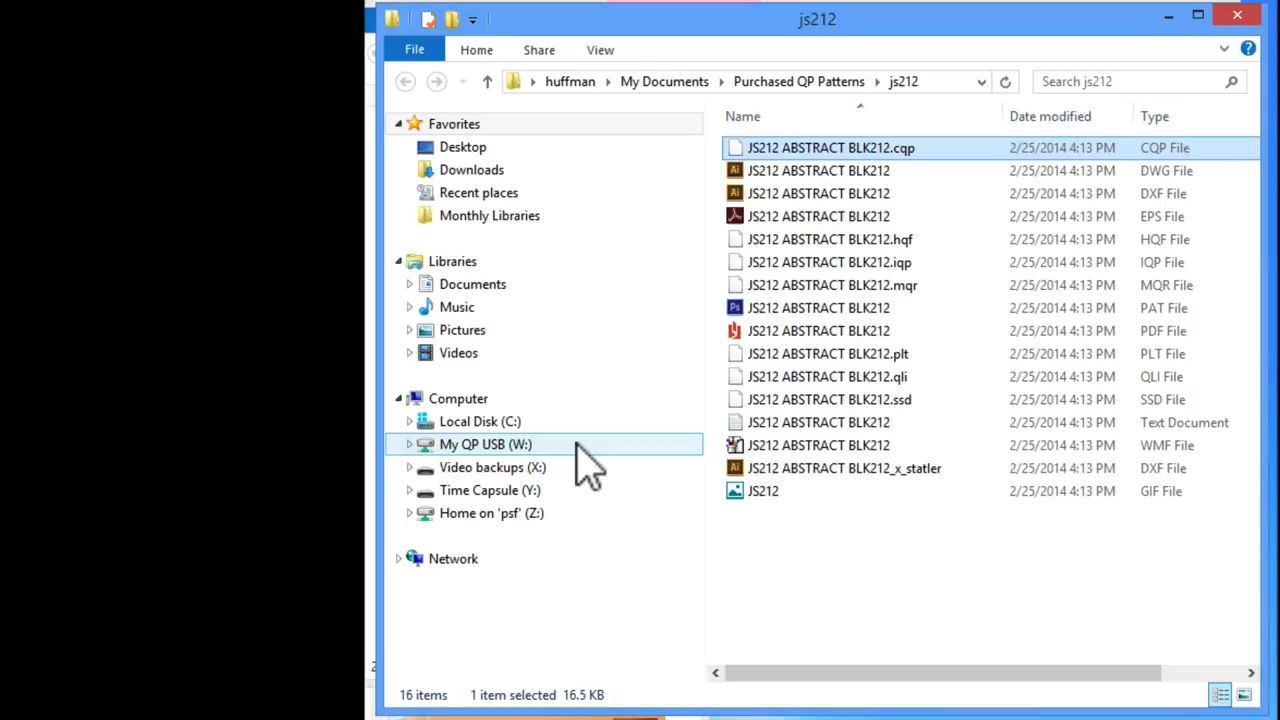 js212
File Home Share View
huffman My Documents Purchased QP Patterns js212 Search js212
Favorites
Desktop
Downloads
Recent places
Monthly Libraries
Libraries
Documents
Music
Pictures
Videos
Computer
Local Disk (C:)
My QP USB (W:)
Video backups (X:)
Time Capsule (Y:)
Home on 'psf' (Z:)
Network
Name Date modified Type
JS212 ABSTRACT BLK212.cqp 2/25/2014 4:13 PM CQP File
Ai JS212 ABSTRACT BLK212 2/25/2014 4:13 PM DWG File
Ai JS212 ABSTRACT BLK212 2/25/2014 4:13 PM DXF File
JS212 ABSTRACT BLK212 2/25/2014 4:13 PM EPS File
JS212 ABSTRACT BLK212.hqf 2/25/2014 4:13 PM HQF File
JS212 ABSTRACT BLK212.iqp 2/25/2014 4:13 PM IQP File
JS212 ABSTRACT BLK212.mqr 2/25/2014 4:13 PM MQR File
Ps JS212 ABSTRACT BLK212 2/25/2014 4:13 PM PAT File
JS212 ABSTRACT BLK212 2/25/2014 4:13 PM PDF File
JS212 ABSTRACT BLK212.plt 2/25/2014 4:13 PM PLT File
JS212 ABSTRACT BLK212.qli 2/25/2014 4:13 PM QLI File
JS212 ABSTRACT BLK212.ssd 2/25/2014 4:13 PM SSD File
JS212 ABSTRACT BLK212 2/25/2014 4:13 PM Text Document
JS212 ABSTRACT BLK212 2/25/2014 4:13 PM WMF File
Ai JS212 ABSTRACT BLK212_x_statler 2/25/2014 4:13 PM DXF File
JS212 2/25/2014 4:13 PM GIF File
16 items 1 item selected 16.5 KB